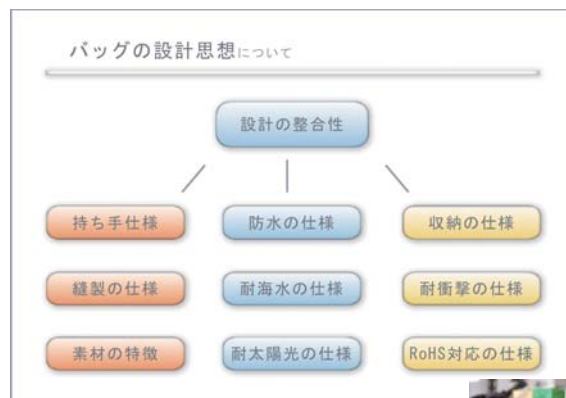 バッグの設計思想について
設計の整合性
持ち手仕様 防水の仕様 収納の仕様
縫製の仕様 耐海水の仕様 耐衝撃の仕様
素材の特徴 耐太陽光の仕様 RoHS対応の仕様